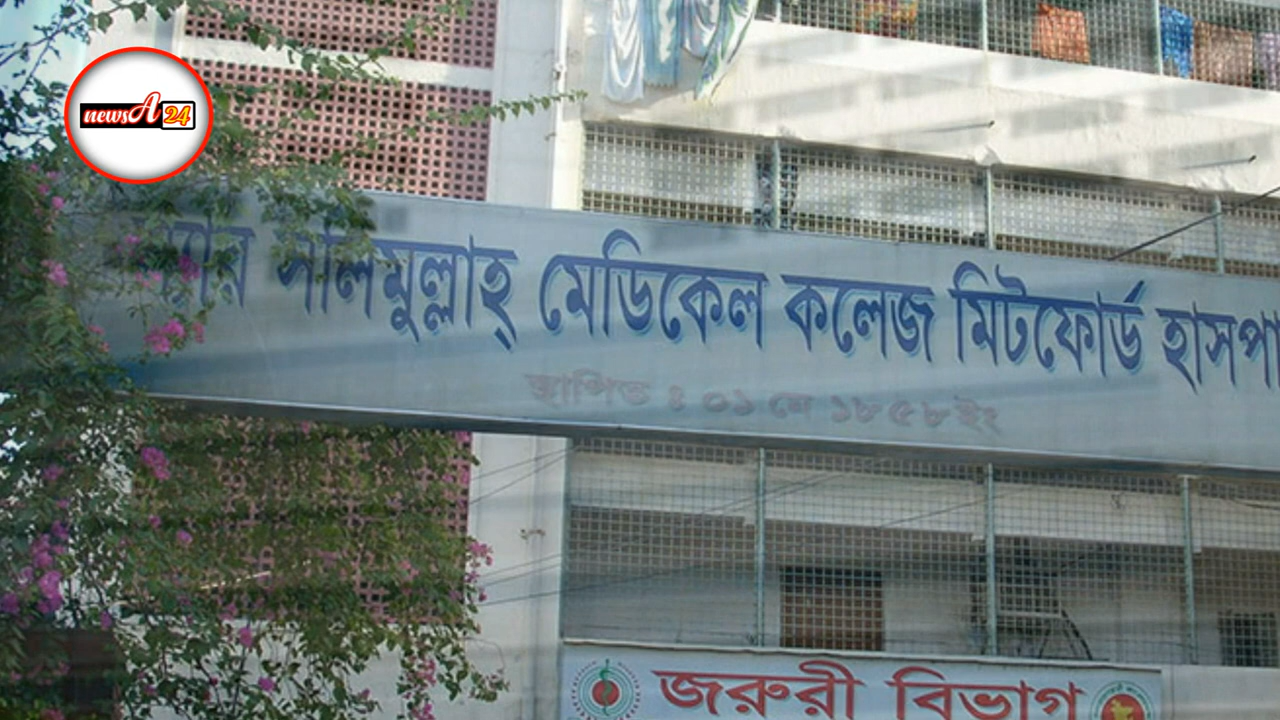 newsA24
স্যার সলিমুল্লাহ্ মেডিকেল কলেজ মিটফোর্ড হাসপা
স্থাপিত ঃ ০১ মে ১৮৫৮ইং
জরুরী বিভাগ